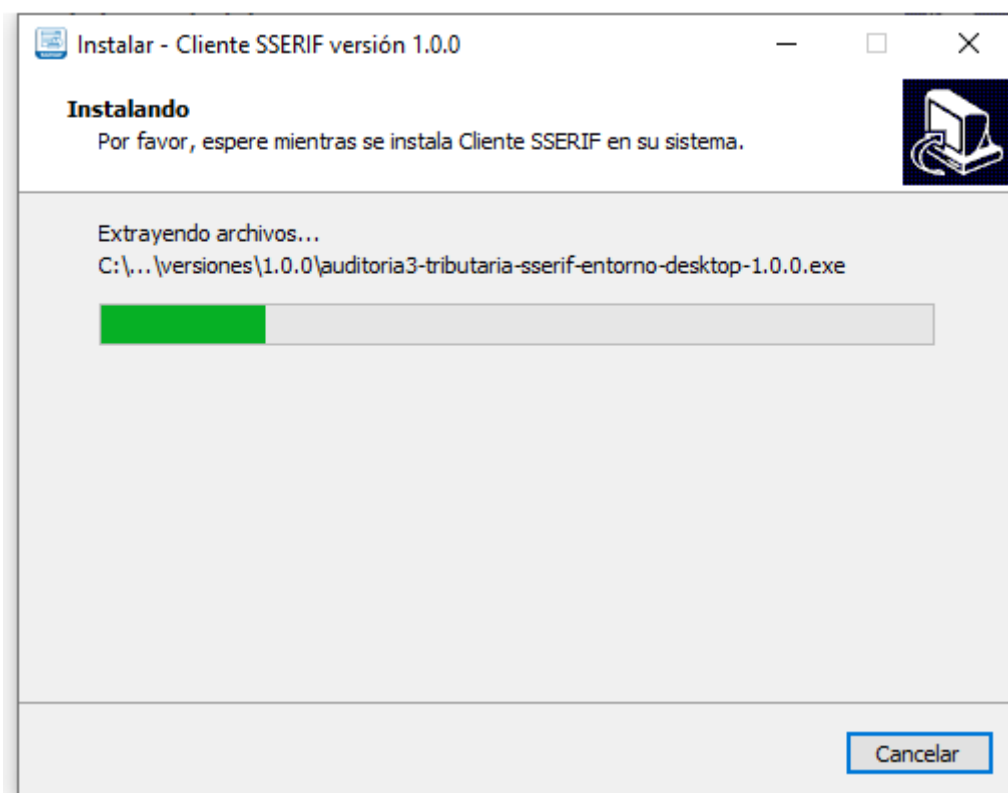 Instalar - Cliente SSERIF versión 1.0.0
Instalando
Por favor, espere mientras se instala Cliente SSERIF en su sistema.
Extrayendo archivos...
C:\...\versiones\1.0.0\auditoria3-tributaria-sserif-entorno-desktop-1.0.0.exe
Cancelar